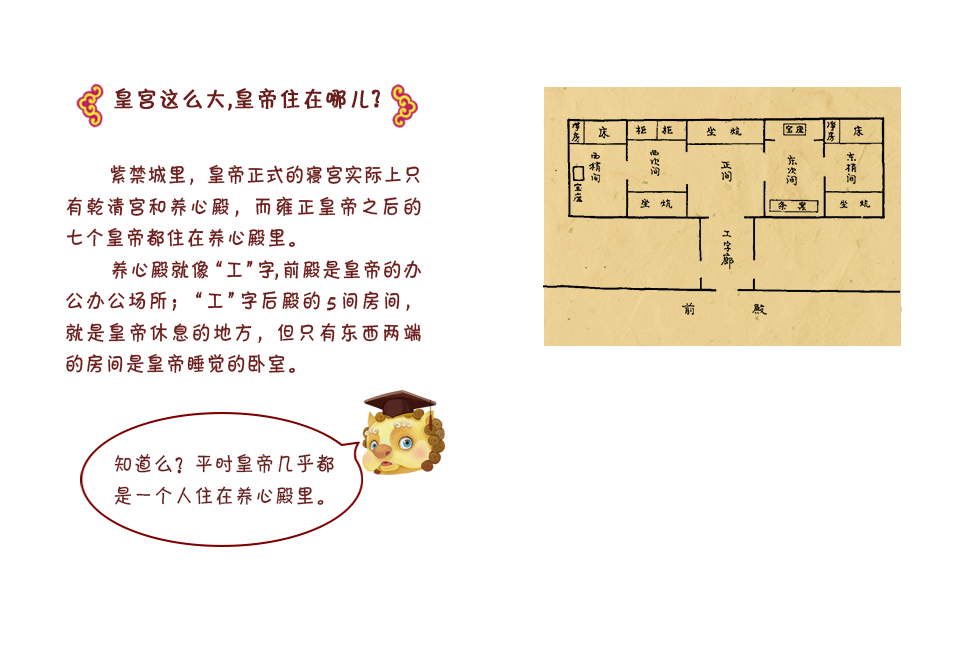 皇宫这么大,皇帝住在哪儿?
紫禁城里，皇帝正式的寝宫实际上只
有乾清宫和养心殿，而雍正皇帝之后的
七个皇帝都住在养心殿里。
养心殿就像“工”字,前殿是皇帝的办
公办公场所；“工”字后殿的5间房间，
就是皇帝休息的地方，但只有东西两端
的房间是皇帝睡觉的卧室。
知道么？平时皇帝几乎都
是一个人住在养心殿里。
净房
床
柜
柜
坐 炕
宝座
净房
床
西梢间
宝座
西次间
正间
东次间
东梢间
坐 炕
条 案
坐 炕
工字廊
前 殿